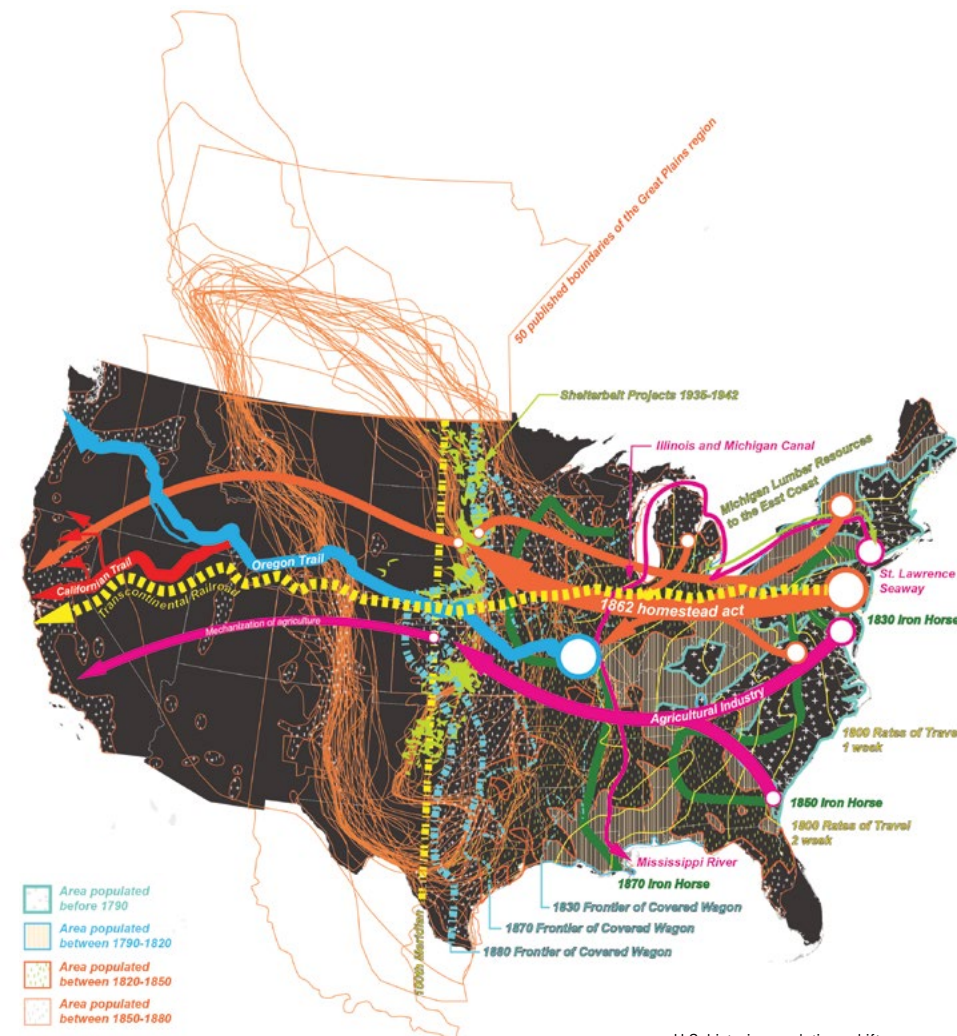 50 published boundaries of the Great Plains region
Shelterbelt Projects 1935-1942
Illinois and Michigan Canal
Michigan Lumber Resources
to the East Coast
St. Lawrence
Seaway
Oregon Trail
Californian Trail
Transcontinental Railroad
1862 homestead act
1830 Iron Horse
Mechanization of agriculture
Agricultural Industry
1800 Rates of Trave
1 week
1850 Iron Horse
1800 Rates of Travel
2 week
Mississippi River
1870 Iron Horse
1830 Frontier of Covered Wagon
1870 Frontier of Covered Wagon
1880 Frontier of Covered Wagon
100th Meridian
Area populated
before 1790
Area populated
between 1790-1820
Area populated
between 1820-1850
Area populated
between 1850-1880